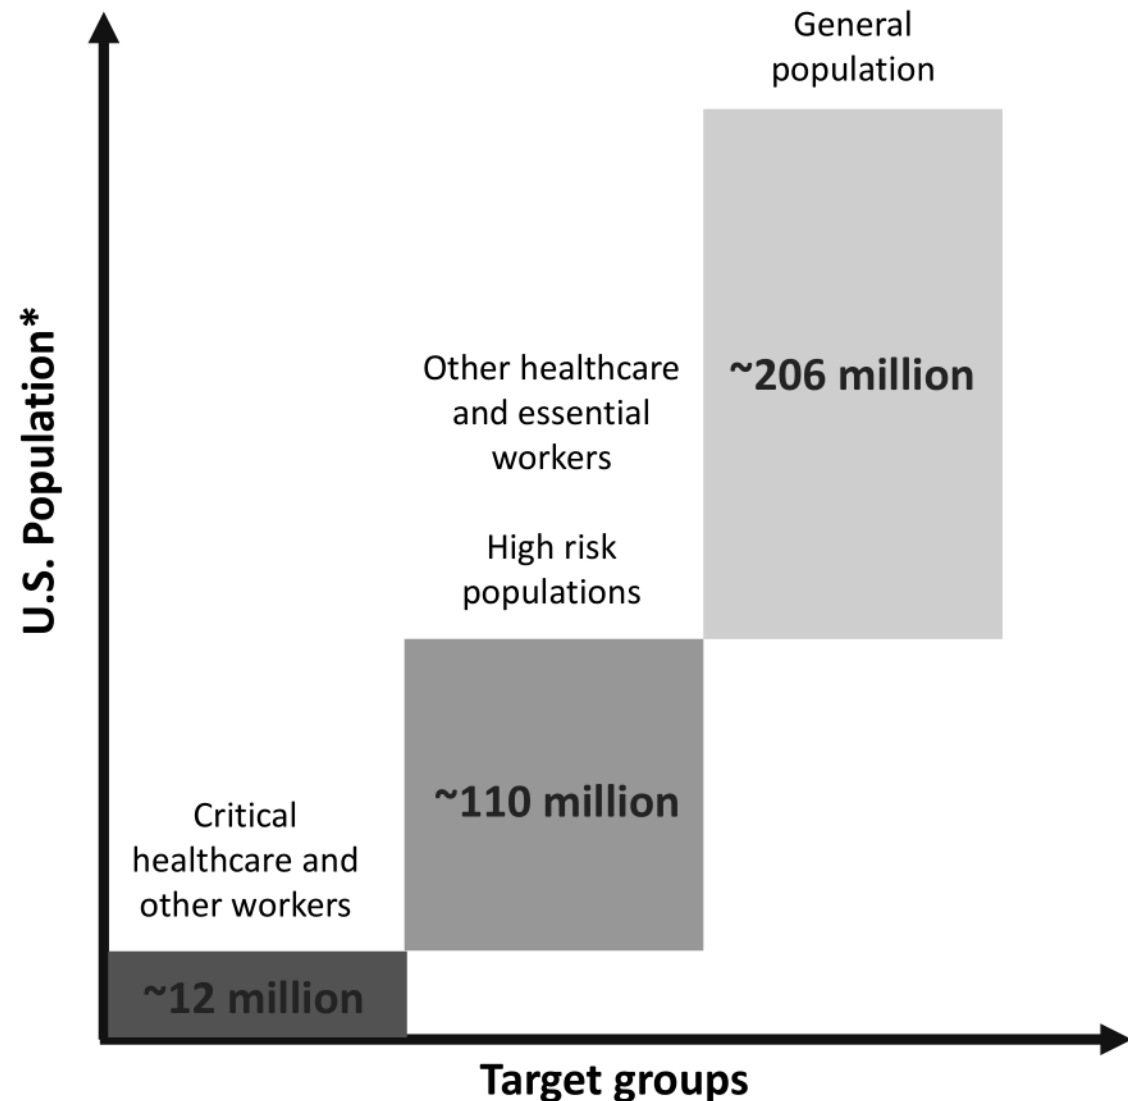 General
population
~206 million
Other healthcare
and essential
workers
High risk
populations
~110 million
Critical
healthcare and
other workers
~12 million
U.S. Population*
Target groups